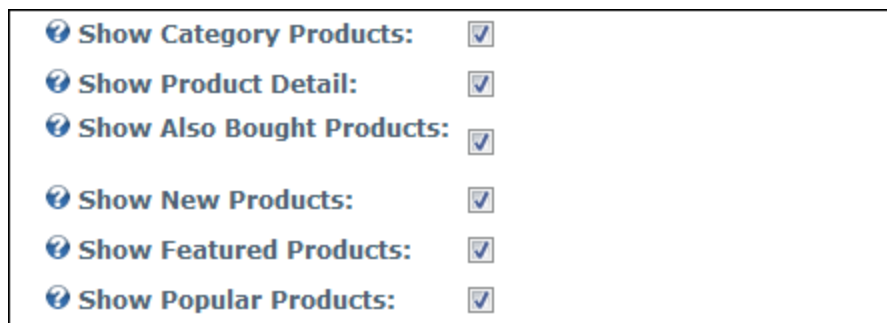 Show Category Products:
Show Product Detail:
Show Also Bought Products:
Show New Products:
Show Featured Products:
Show Popular Products: